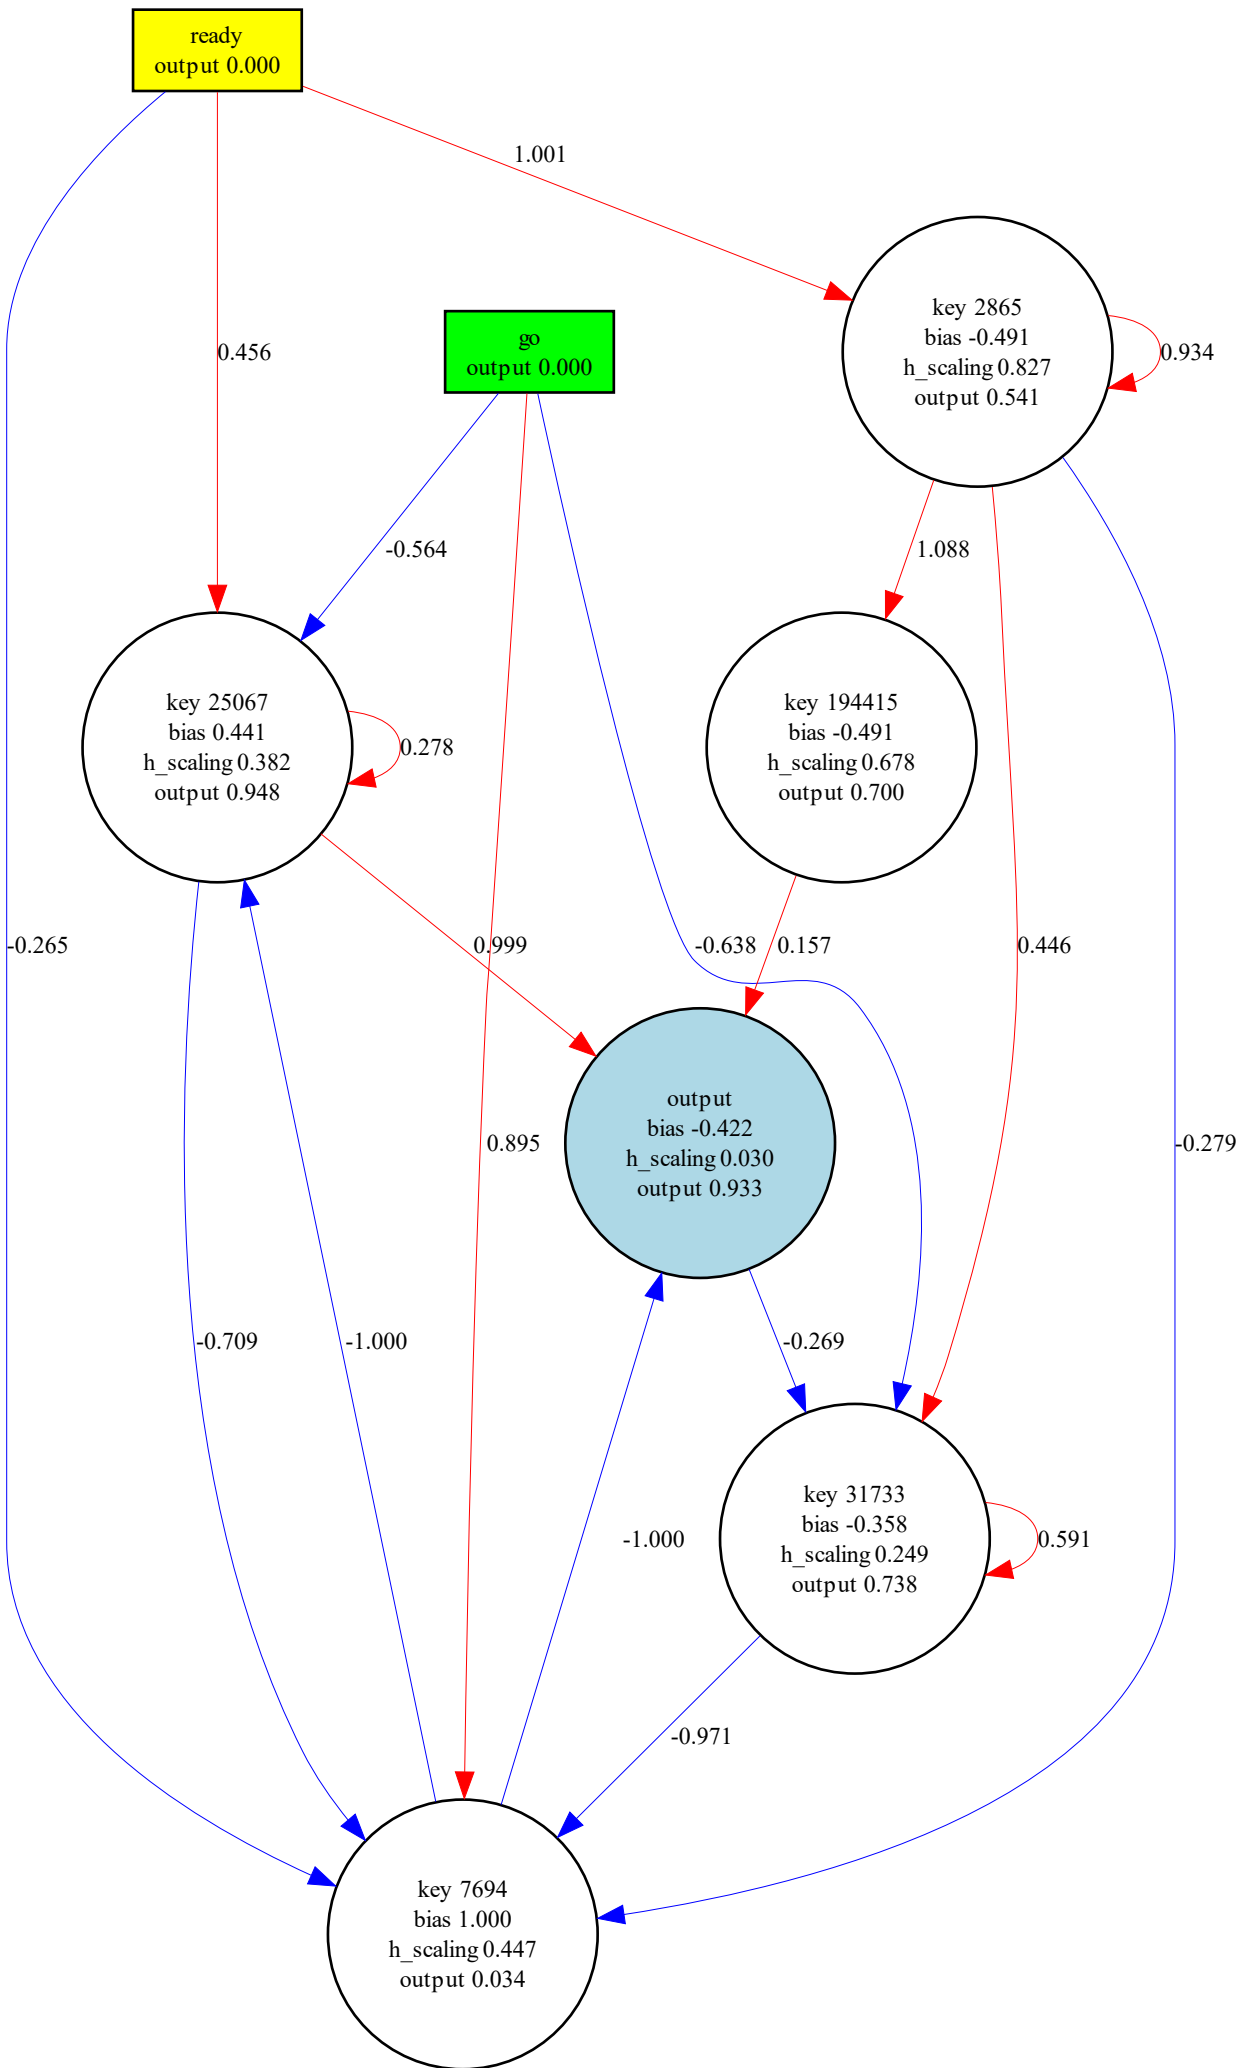 ready
output 0.000
1.001
key 2865
bias -0.491
h_scaling 0.827
output 0.541
0.934
go
output 0.000
0.456
-0.564
1.088
key 25067
bias 0.441
h_scaling 0.382
output 0.948
0.278
key 194415
bias -0.491
h_scaling 0.678
output 0.700
-0.265
0.999
-0.638
0.157
0.446
output
bias -0.422
h_scaling 0.030
output 0.933
0.895
-0.279
-0.709
-1.000
-0.269
-1.000
key 31733
bias -0.358
h_scaling 0.249
output 0.738
0.591
-0.971
key 7694
bias 1.000
h_scaling 0.447
output 0.034